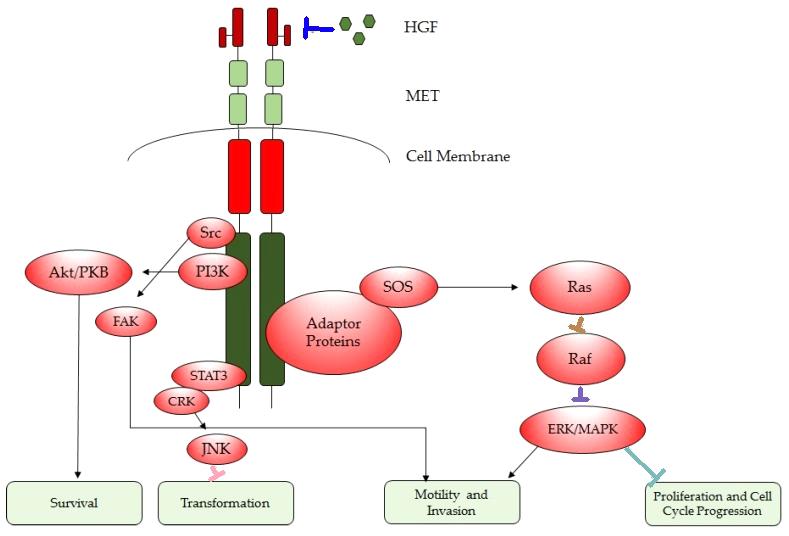 HGF
MET
Cell Membrane
Src
Akt/PKB
PI3K
SOS
Ras
FAK
Adaptor
Proteins
Raf
STAT3
CRK
ERK/MAPK
JNK
Survival
Transformation
Motility and
Invasion
Proliferation and Cell
Cycle Progression